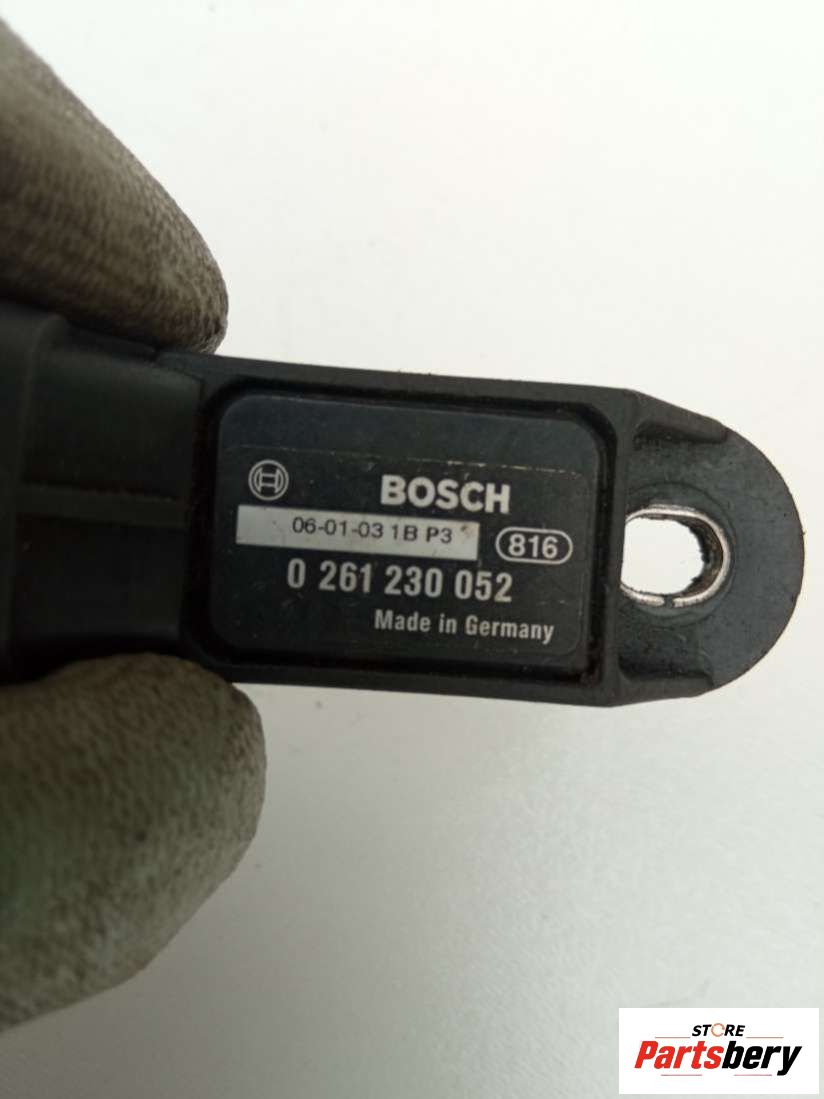 BOSCH
06-01-03 1B P3
816
0 261 230 052
Made in Germany
STORE
Partsbery